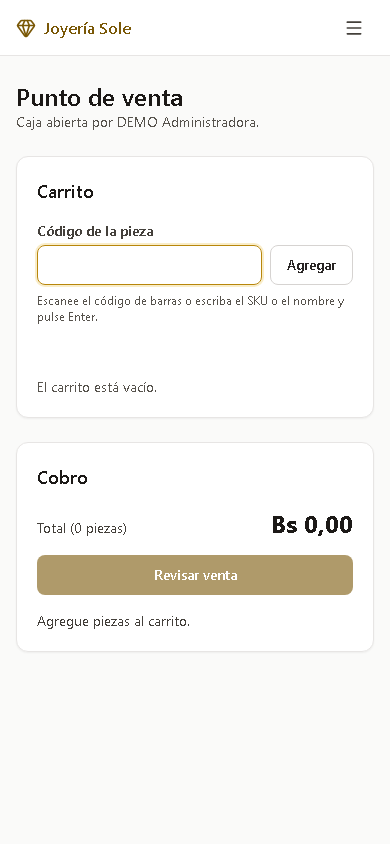 Joyería Sole
Punto de venta
Caja abierta por DEMO Administradora.
Carrito
Código de la pieza
Agregar
Escanee el código de barras o escriba el SKU o el nombre y
pulse Enter.
El carrito está vacío.
Cobro
Total (0 piezas)
Bs 0,00
Revisar venta
Agregue piezas al carrito.